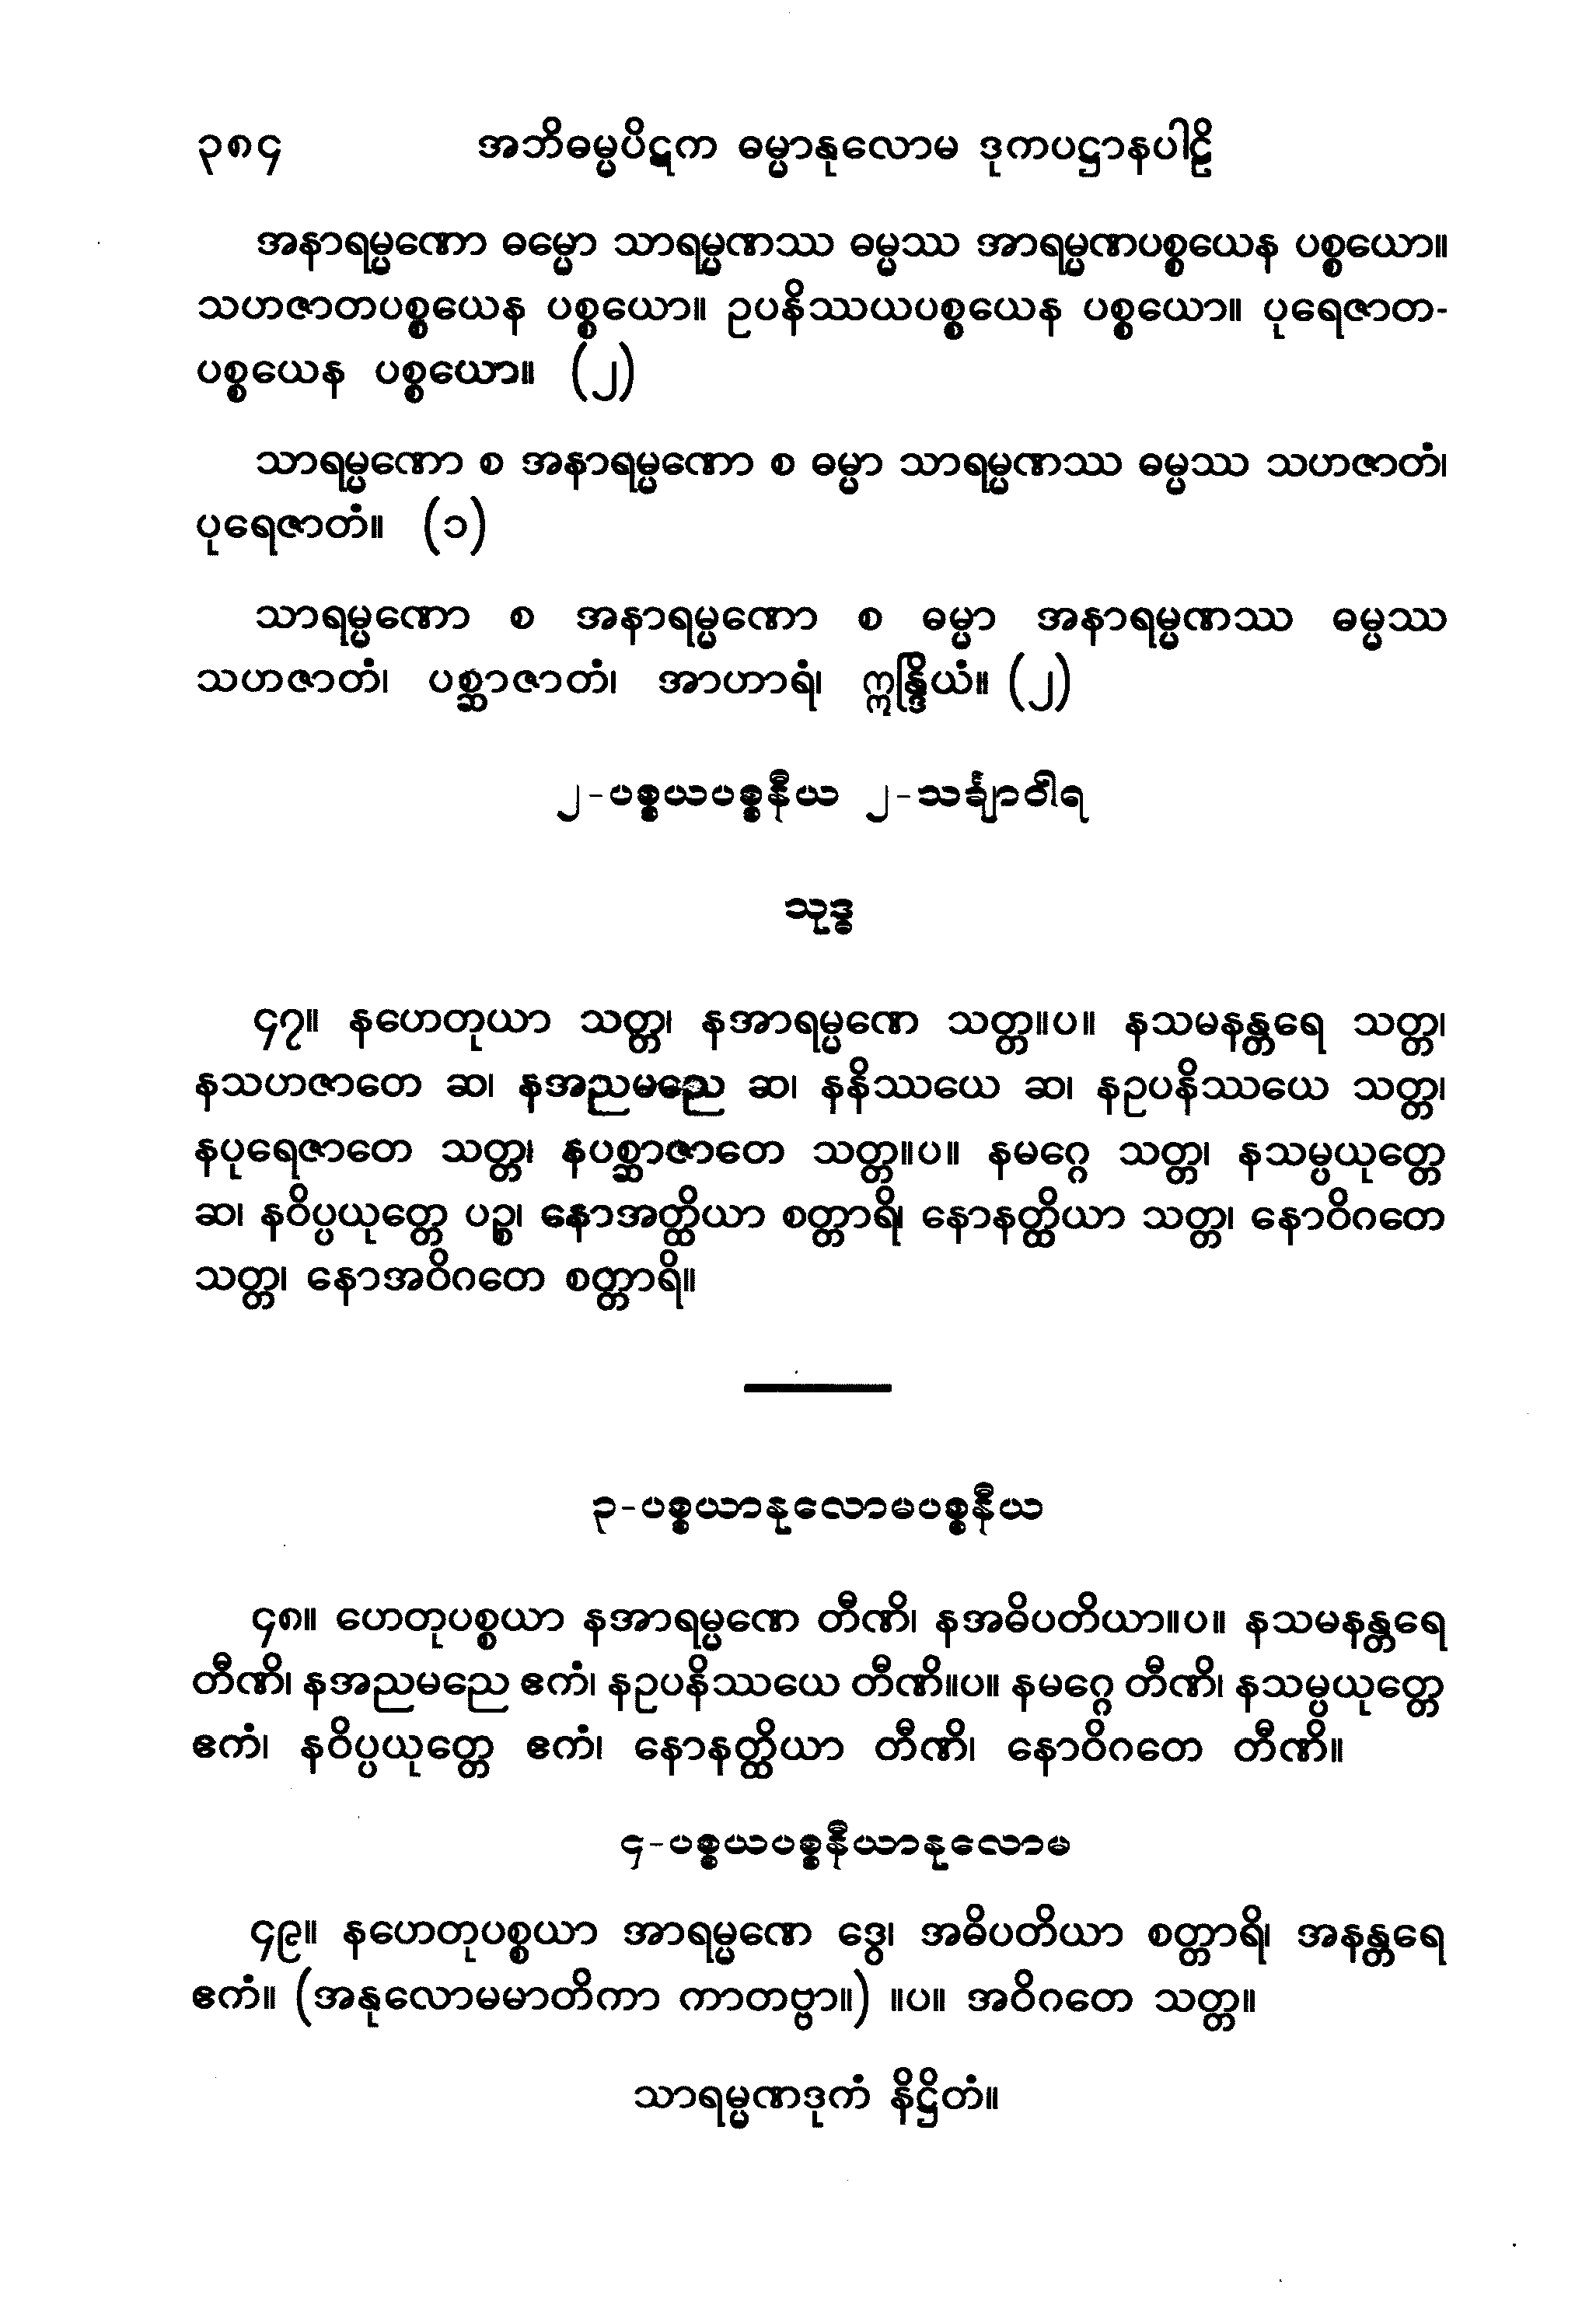 ၃၈၄ အဘိဓမ္မပိဋက ဓမ္မာနုလောမ ဒုကပဋ္ဌာနပါဠိ
အနာရမ္မဏော ဓမ္မော သာရမ္မဏဿ ဓမ္မဿ အာရမ္မဏပစ္စယေန ပစ္စယော။
သဟဇာတပစ္စယေန ပစ္စယော။ ဥပနိဿယပစ္စယေန ပစ္စယော။ ပုရေဇာတ-
ပစ္စယေန ပစ္စယော။ (၂)
သာရမ္မဏော စ အနာရမ္မဏော စ ဓမ္မာ သာရမ္မဏဿ ဓမ္မဿ သဟဇာတံ၊
ပုရေဇာတံ။ (၁)
သာရမ္မဏော စ အနာရမ္မဏော စ ဓမ္မာ အနာရမ္မဏဿ ဓမ္မဿ
သဟဇာတံ၊ ပစ္ဆာဇာတံ၊ အာဟာရံ၊ ဣန္ဒြိယံ။ (၂)
၂-ပစ္စယပစ္စနီယ ၂-သင်္ချာဝါရ
သုဒ္ဓ
၄၇။ နဟေတုယာ သတ္တ၊ နအာရမ္မဏေ သတ္တ။ပ။ နသမနန္တရေ သတ္တ၊
နသဟဇာတေ ဆ၊ နအညမညေ ဆ၊ နနိဿယေ ဆ၊ နဥပနိဿယေ သတ္တ၊
နပုရေဇာတေ သတ္တ၊ နပစ္ဆာဇာတေ သတ္တ။ပ။ နမဂ္ဂေ သတ္တ၊ နသမ္ပယုတ္တေ
ဆ၊ နဝိပ္ပယုတ္တေ ပဉ္စ၊ နောအတ္ထိယာ စတ္တာရိ၊ နောနတ္ထိယာ သတ္တ၊ နောဝိဂတေ
သတ္တ၊ နောအဝိဂတေ စတ္တာရိ။
၃-ပစ္စယာနုလောမပစ္စနီယ
၄၈။ ဟေတုပစ္စယာ နအာရမ္မဏေ တီဏိ၊ နအဓိပတိယာ။ပ။ နသမနန္တရေ
တီဏိ၊ နအညမညေ ဧကံ၊ နဥပနိဿယေ တီဏိ။ပ။ နမဂ္ဂေ တီဏိ၊ နသမ္ပယုတ္တေ
ဧကံ၊ နဝိပ္ပယုတ္တေ ဧကံ၊ နောနတ္ထိယာ တီဏိ၊ နောဝိဂတေ တီဏိ။
၄-ပစ္စယပစ္စနီယာနုလောမ
၄၉။ နဟေတုပစ္စယာ အာရမ္မဏေ ဒွေ၊ အဓိပတိယာ စတ္တာရိ၊ အနန္တရေ
ဧကံ။ (အနုလောမမာတိကာ ကာတဗ္ဗာ။) ။ပ။ အဝိဂတေ သတ္တ။
သာရမ္မဏဒုကံ နိဋ္ဌိတံ။